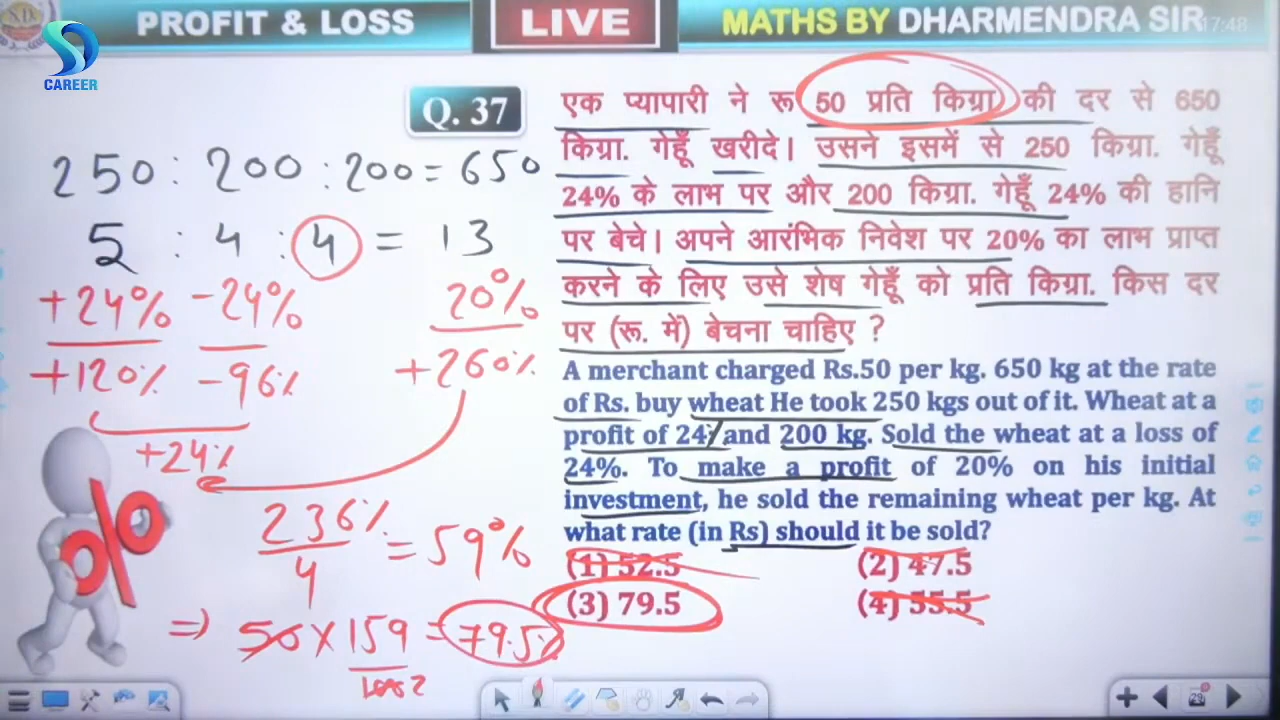 PROFIT & LOSS
LIVE
MATHS BY DHARMENDRA SIR
17:48
CAREER
Q. 37
एक प्यापारी ने रू 50 प्रति किग्रा की दर से 650
किग्रा. गेहूँ खरीदे। उसने इसमें से 250 किग्रा. गेहूँ
24% के लाभ पर और 200 किग्रा. गेहूँ 24% की हानि
पर बेचे। अपने आरंभिक निवेश पर 20% का लाभ प्राप्त
करने के लिए उसे शेष गेहूँ को प्रति किग्रा. किस दर
पर (रू. में) बेचना चाहिए ?
A merchant charged Rs.50 per kg. 650 kg at the rate
of Rs. buy wheat He took 250 kgs out of it. Wheat at a
profit of 24% and 200 kg. Sold the wheat at a loss of
24%. To make a profit of 20% on his initial
investment, he sold the remaining wheat per kg. At
what rate (in Rs) should it be sold?
(1) 52.5 (2) 47.5
(3) 79.5 (4) 55.5
250 : 200 : 200 = 650
5 : 4 : 4 = 13
+24% -24% 20%
+120% -96% +260%
+24%
236%
4
= 59%
⇒ 50 × 159 = 79.5
2
%
29